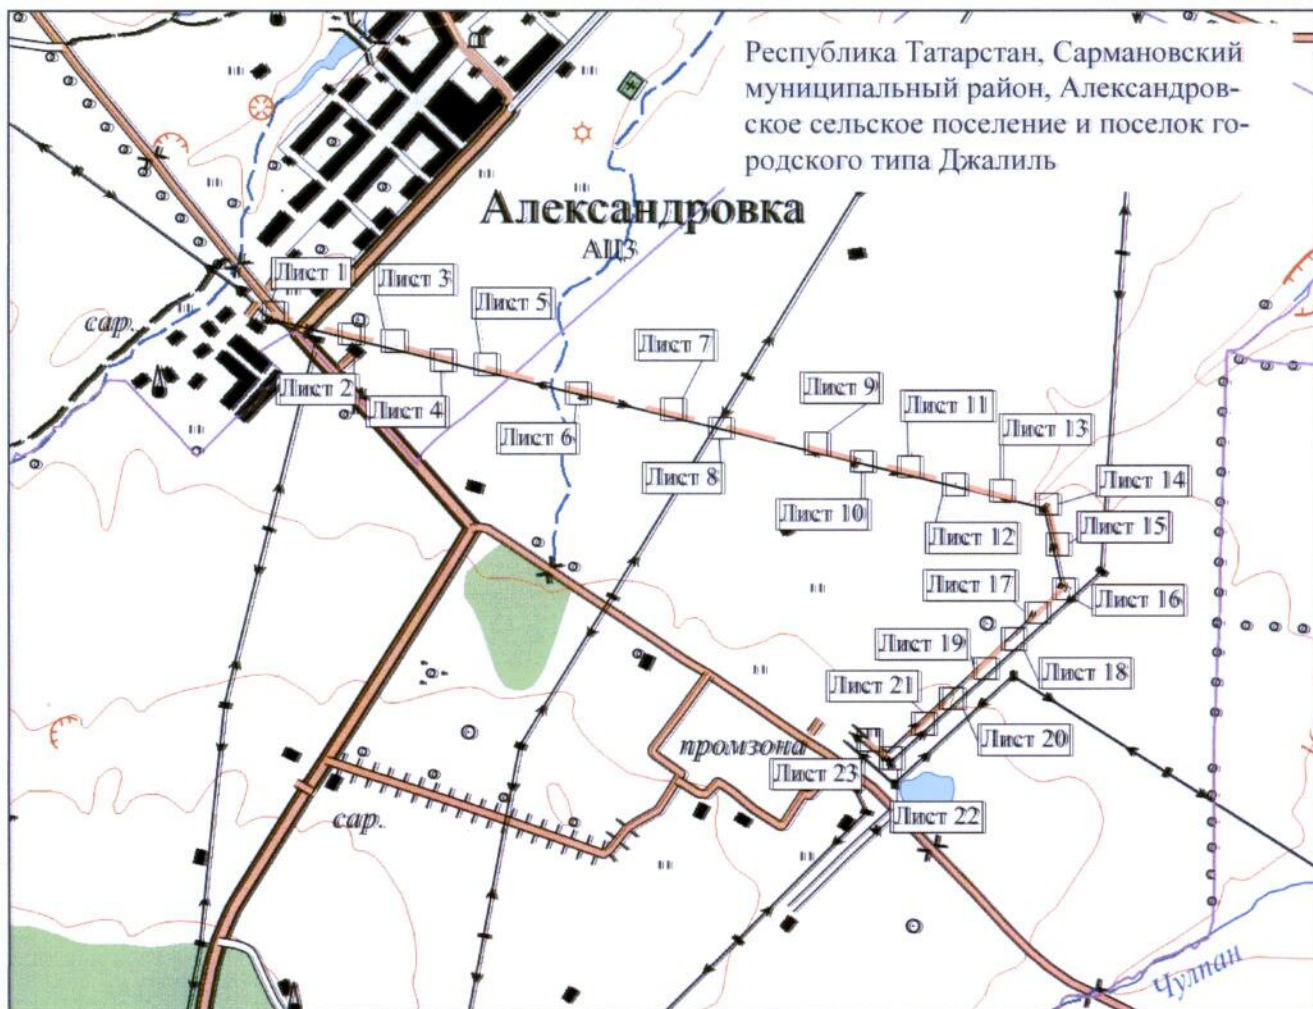 Республика Татарстан, Сармановский
муниципальный район, Александров-
ское сельское поселение и поселок го-
родского типа Джалиль
Александровка
АЦЗ
Лист 1
Лист 3
сар.
Лист 5
Лист 7
Лист 2
Лист 4
Лист 9
Лист 11
Лист 13
Лист 6
Лист 8
Лист 14
Лист 10
Лист 12
Лист 15
Лист 17
Лист 16
Лист 19
Лист 18
Лист 21
Лист 20
промзона
Лист 23
сар.
Лист 22
Чулпан